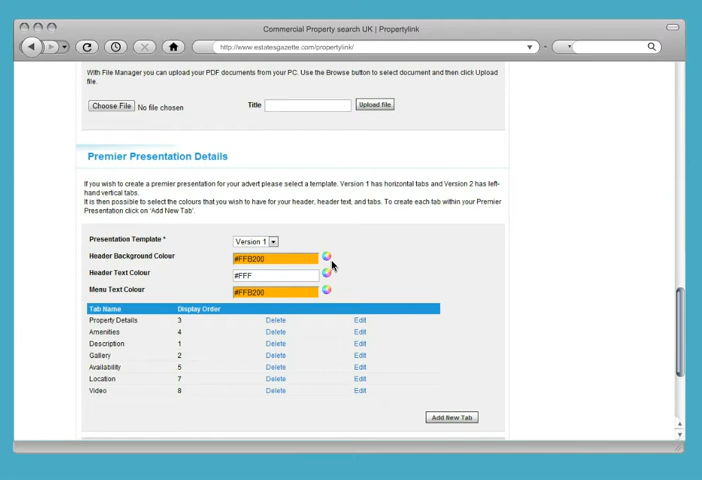 Commercial Property search UK | Propertylink
http://www.estatesgazette.com/propertylink/
With File Manager you can upload your PDF documents from your PC. Use the Browse button to select document and then click Upload
file.
Choose File No file chosen Title Upload file
Premier Presentation Details
If you wish to create a premier presentation for your advert please select a template. Version 1 has horizontal tabs and Version 2 has left-
hand vertical tabs.
It is then possible to select the colours that you wish to have for your header, header text, and tabs. To create each tab within your Premier
Presentation click on 'Add New Tab'.
Presentation Template * Version 1
Header Background Colour #FFB200
Header Text Colour #FFF
Menu Text Colour #FFB200
Tab Name Display Order
Property Details 3 Delete Edit
Amenities 4 Delete Edit
Description 1 Delete Edit
Gallery 2 Delete Edit
Availability 5 Delete Edit
Location 7 Delete Edit
Video 8 Delete Edit
Add New Tab